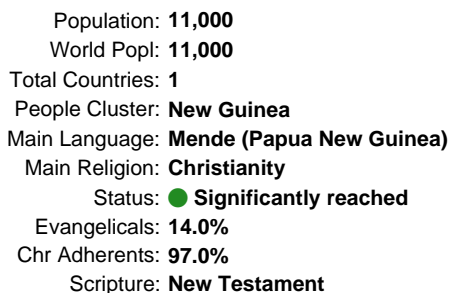 Population: 11,000
World Popl: 11,000
Total Countries: 1
People Cluster: New Guinea
Main Language: Mende (Papua New Guinea)
Main Religion: Christianity
Status: Significantly reached
Evangelicals: 14.0%
Chr Adherents: 97.0%
Scripture: New Testament